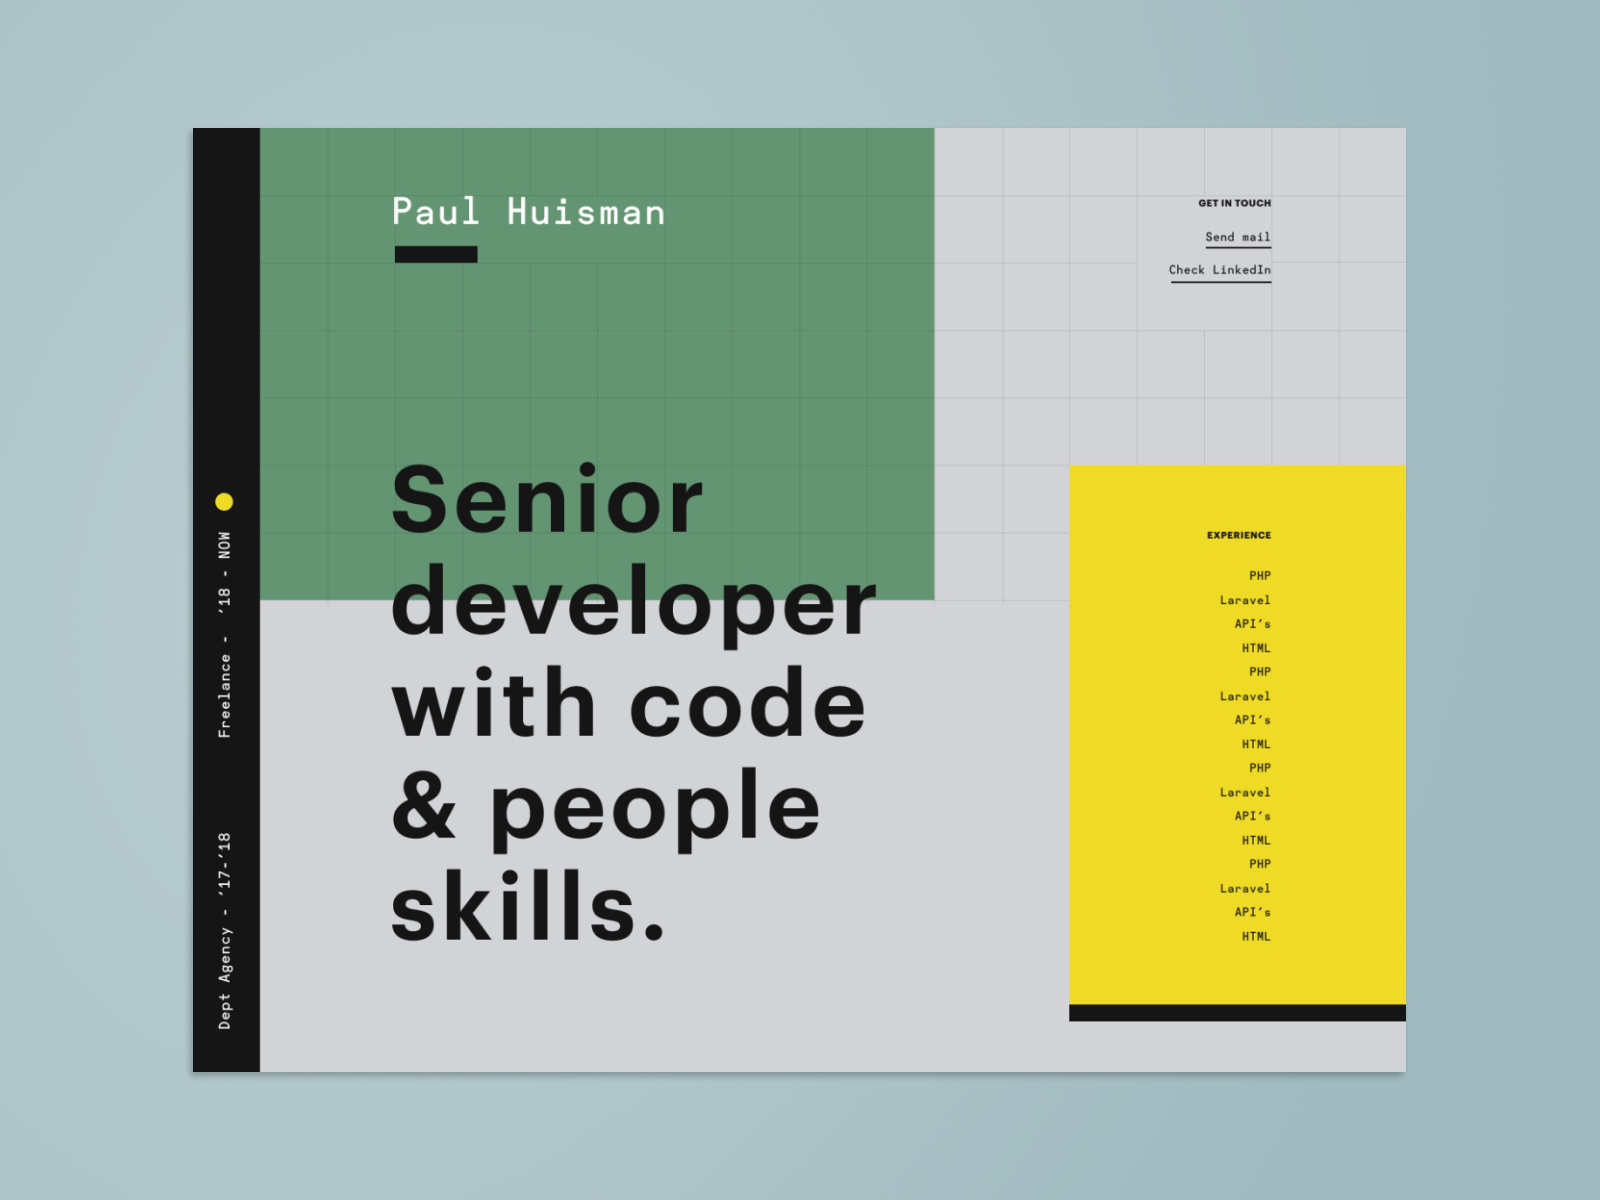 Paul Huisman
GET IN TOUCH
Send mail
Check LinkedIn
Senior
developer
with code
& people
skills.
EXPERIENCE
PHP
Laravel
API’s
HTML
PHP
Laravel
API’s
HTML
PHP
Laravel
API’s
HTML
PHP
Laravel
API’s
HTML
Dept Agency - ’17-’18
Freelance - ’18 - NOW